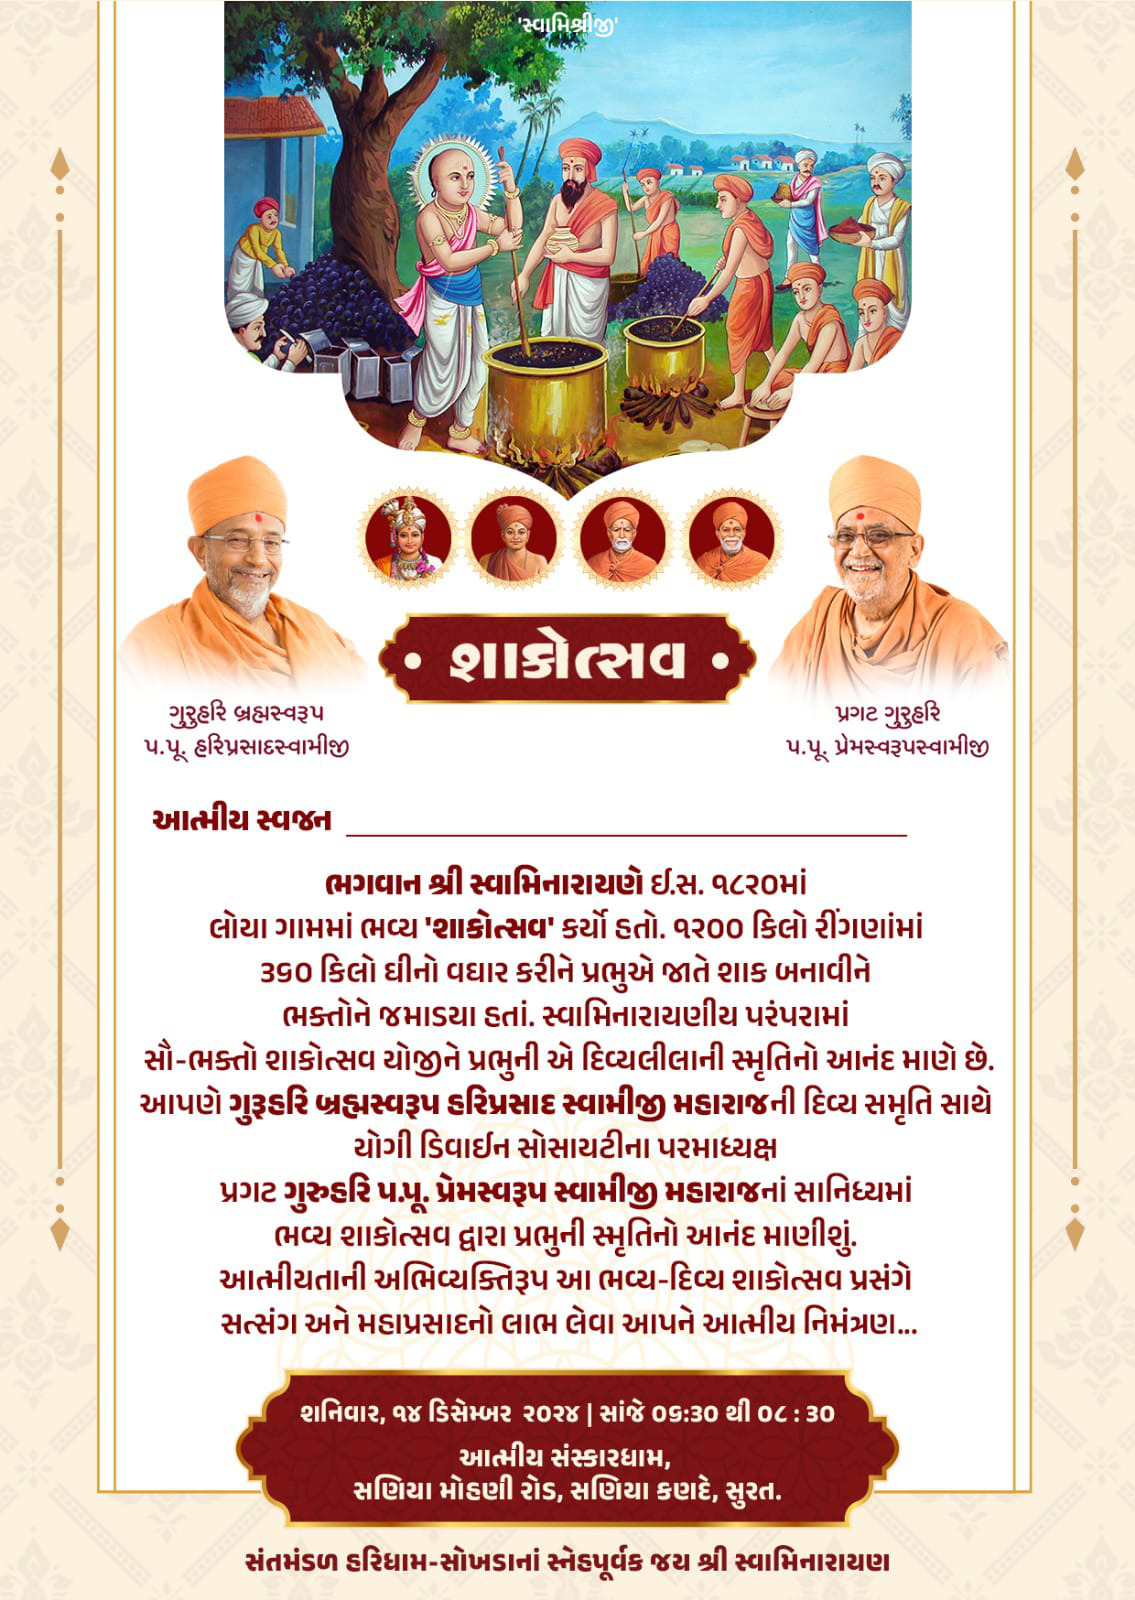 'સ્વામિશ્રીજી'
• શાકોત્સવ •
ગુરુહરિ બ્રહ્મસ્વરૂપ
પ.પૂ. હરિપ્રસાદસ્વામીજી
પ્રગટ ગુરુહરિ
પ.પૂ. પ્રેમસ્વરૂપસ્વામીજી
આત્મીય સ્વજન
ભગવાન શ્રી સ્વામિનારાયણે ઈ.સ. ૧૮૨૦માં
લોયા ગામમાં ભવ્ય 'શાકોત્સવ' કર્યો હતો. ૧૨૦૦ કિલો રીંગણાંમાં
૩૬૦ કિલો ઘીનો વઘાર કરીને પ્રભુએ જાતે શાક બનાવીને
ભક્તોને જમાડયા હતાં. સ્વામિનારાયણીય પરંપરામાં
સૌ-ભક્તો શાકોત્સવ યોજીને પ્રભુની એ દિવ્યલીલાની સ્મૃતિનો આનંદ માણે છે.
આપણે ગુરૂહરિ બ્રહ્મસ્વરૂપ હરિપ્રસાદ સ્વામીજી મહારાજની દિવ્ય સમૃતિ સાથે
યોગી ડિવાઈન સોસાયટીના પરમાધ્યક્ષ
પ્રગટ ગુરુહરિ પ.પૂ. પ્રેમસ્વરૂપ સ્વામીજી મહારાજનાં સાનિધ્યમાં
ભવ્ય શાકોત્સવ દ્વારા પ્રભુની સ્મૃતિનો આનંદ માણીશું.
આત્મીયતાની અભિવ્યક્તિરૂપ આ ભવ્ય-દિવ્ય શાકોત્સવ પ્રસંગે
સત્સંગ અને મહાપ્રસાદનો લાભ લેવા આપને આત્મીય નિમંત્રણ...
શનિવાર, ૧૪ ડિસેમ્બર ૨૦૨૪ | સાંજે ૦૬:૩૦ થી ૦૮ : ૩૦
આત્મીય સંસ્કારધામ,
સણિયા મોહણી રોડ, સણિયા કણદે, સુરત.
સંતમંડળ હરિધામ-સોખડાનાં સ્નેહપૂર્વક જય શ્રી સ્વામિનારાયણ